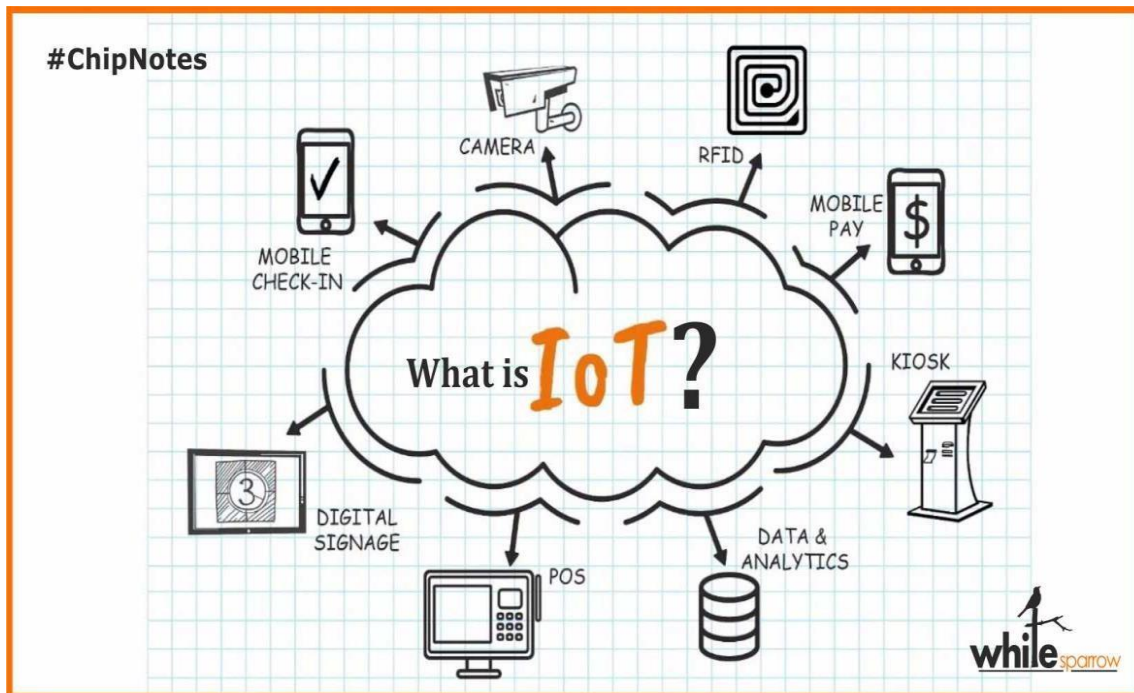 #ChipNotes
CAMERA
RFID
MOBILE
CHECK-IN
MOBILE
PAY
$
What is IoT?
KIOSK
3
DIGITAL
SIGNAGE
POS
DATA &
ANALYTICS
while sparrow